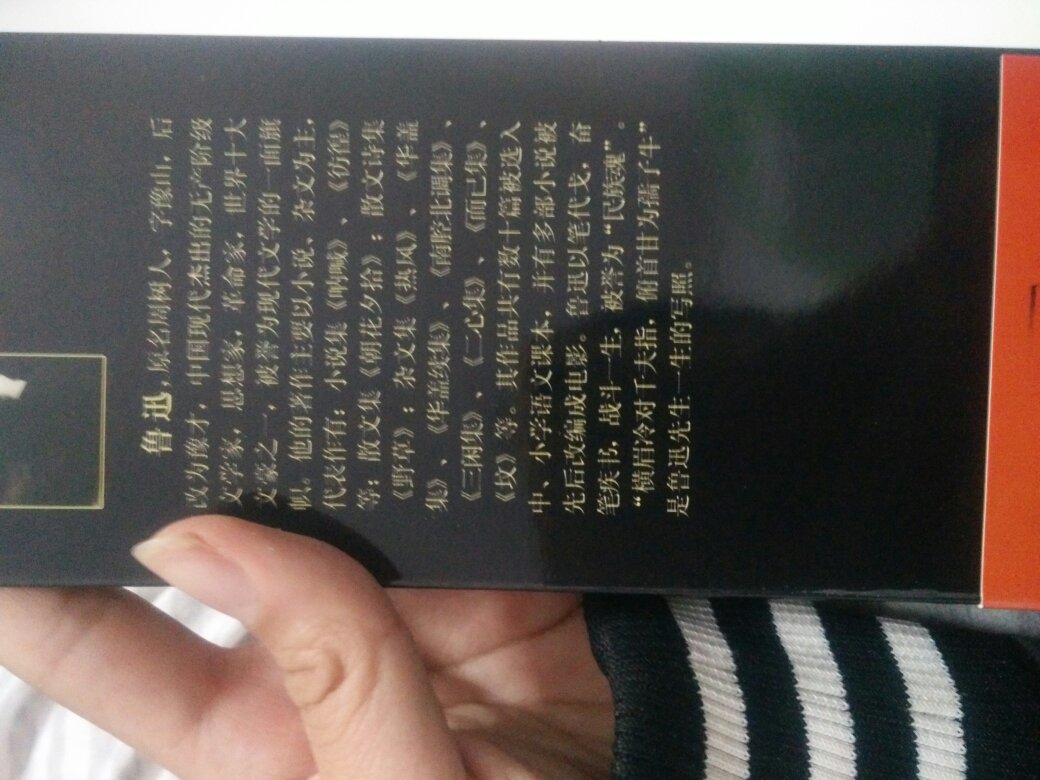 鲁迅,原名树人,字豫山,后
改为豫才,中国现代杰出的无产阶级
文学家,思想家,革命家,世界十大
文豪之一,被誉为现代文学的一面旗
帜。他的著作主要以小说、杂文为主,
代表作有:小说集《呐喊》、《彷徨》
等;散文集《朝花夕拾》;散文诗集
《野草》;杂文集《热风》、《华盖
集》、《华盖续集》、《南腔北调集》、
《三闲集》、《二心集》、《而已集》、
《坟》等。其作品共有数十篇被选入
中、小学语文课本,并有多部小说被
先后改编成电影。鲁迅以笔代戈,奋
笔疾书,战斗一生,被誉为“民族魂”。
“横眉冷对千夫指,俯首甘为孺子牛”
是鲁迅先生一生的写照。